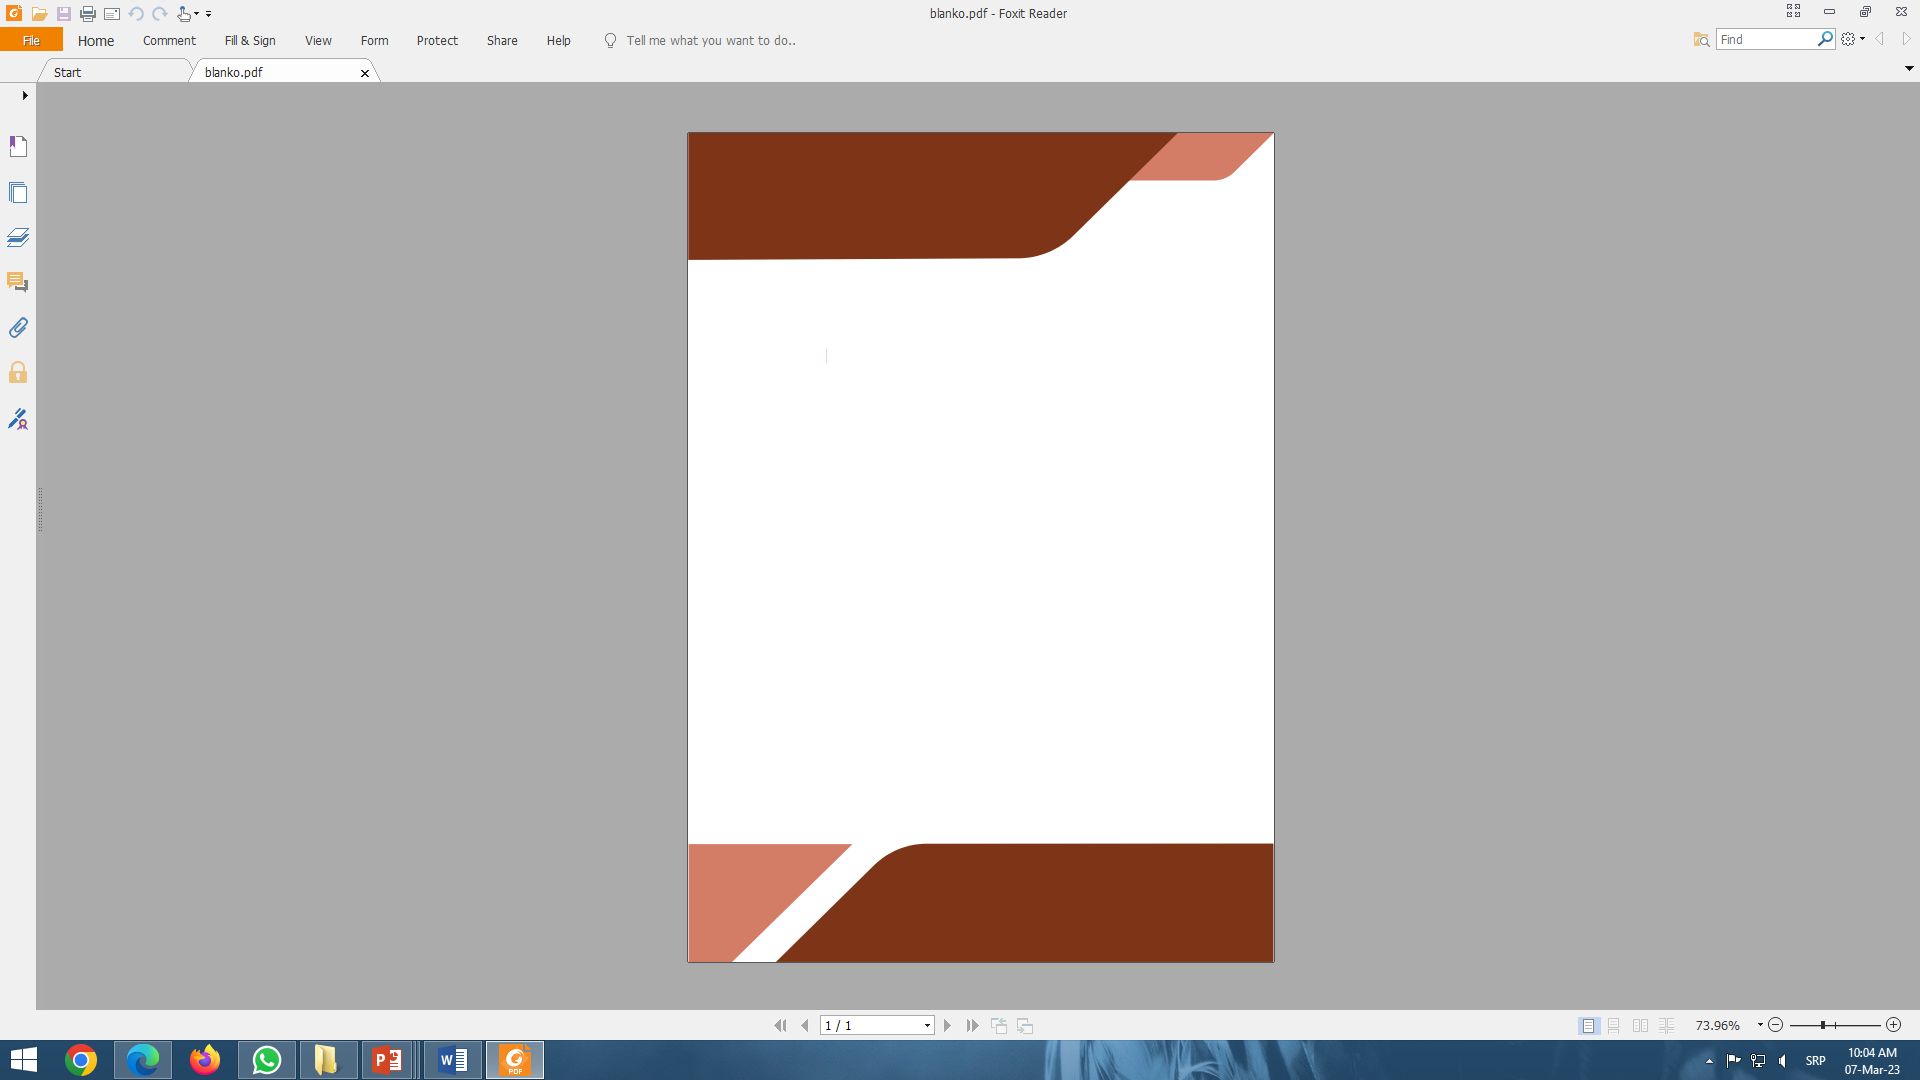 blanko.pdf - Foxit Reader
File Home Comment Fill & Sign View Form Protect Share Help Tell me what you want to do.. Find
Start blanko.pdf
1 / 1 73.96%
SRP 10:04 AM
07-Mar-23